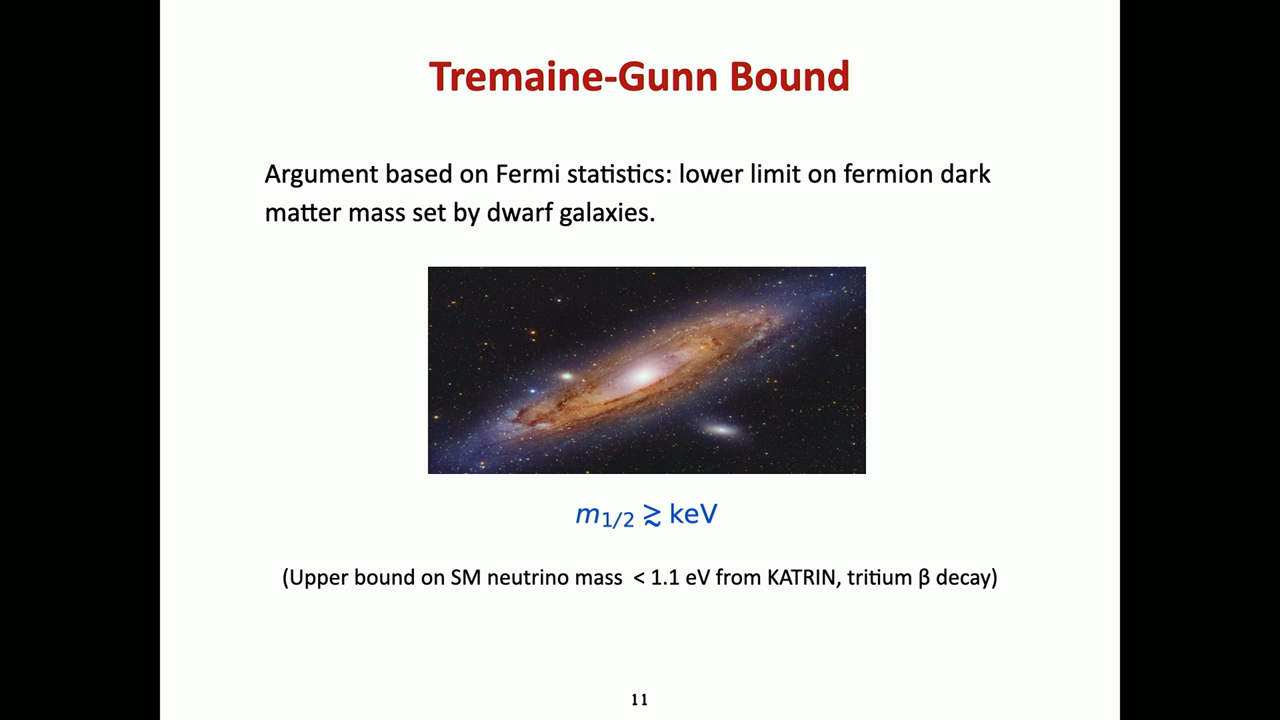 Tremaine-Gunn Bound
Argument based on Fermi statistics: lower limit on fermion dark
matter mass set by dwarf galaxies.
m1/2 ≳ keV
(Upper bound on SM neutrino mass < 1.1 eV from KATRIN, tritium β decay)
11